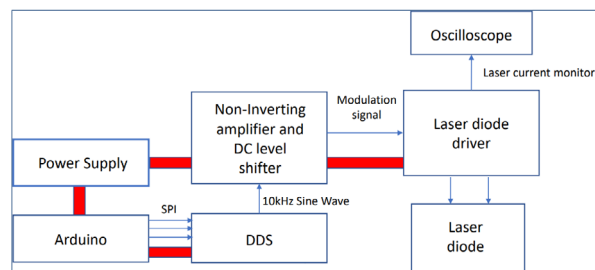 Oscilloscope
Laser current monitor
Non-Inverting
amplifier and
DC level
shifter
Modulation
signal
Laser diode
driver
Power Supply
SPI
10kHz Sine Wave
Arduino
DDS
Laser
diode